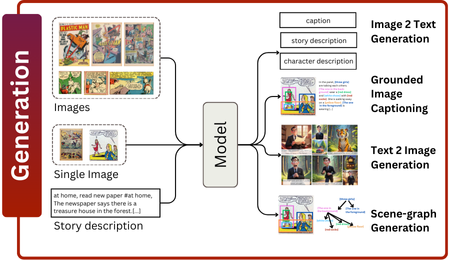 Generation
PLASTIC MAN
Images
Single Image
at home, read new paper #at home,
The newspaper says there is a
treasure house in the forest.[...]
Story description
Model
caption
story description
character description
Image 2 Text
Generation
Grounded
Image
Captioning
Text 2 Image
Generation
Scene-graph
Generation